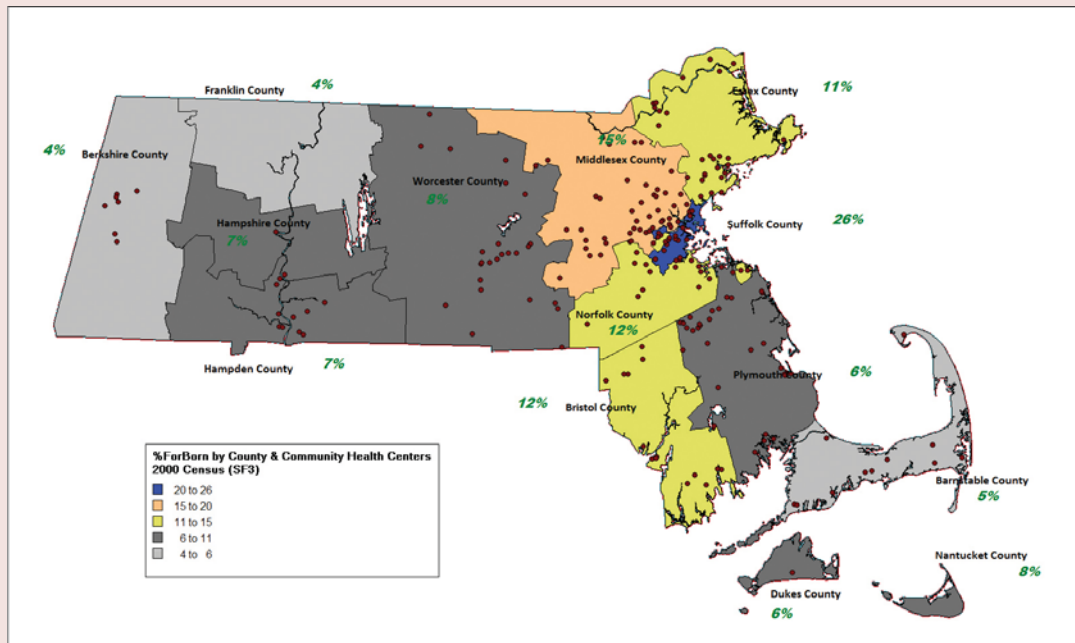 4%
Franklin County
Essex County
11%
15%
4%
Berkshire County
Middlesex County
Worcester County
8%
Hampshire County
7%
Suffolk County
26%
Norfolk County
12%
7%
Hampden County
12%
Bristol County
Plymouth County
6%
%ForBorn by County & Community Health Centers
2000 Census (SF3)
20 to 26
15 to 20
11 to 15
6 to 11
4 to 6
Barnstable County
5%
Nantucket County
8%
Dukes County
6%